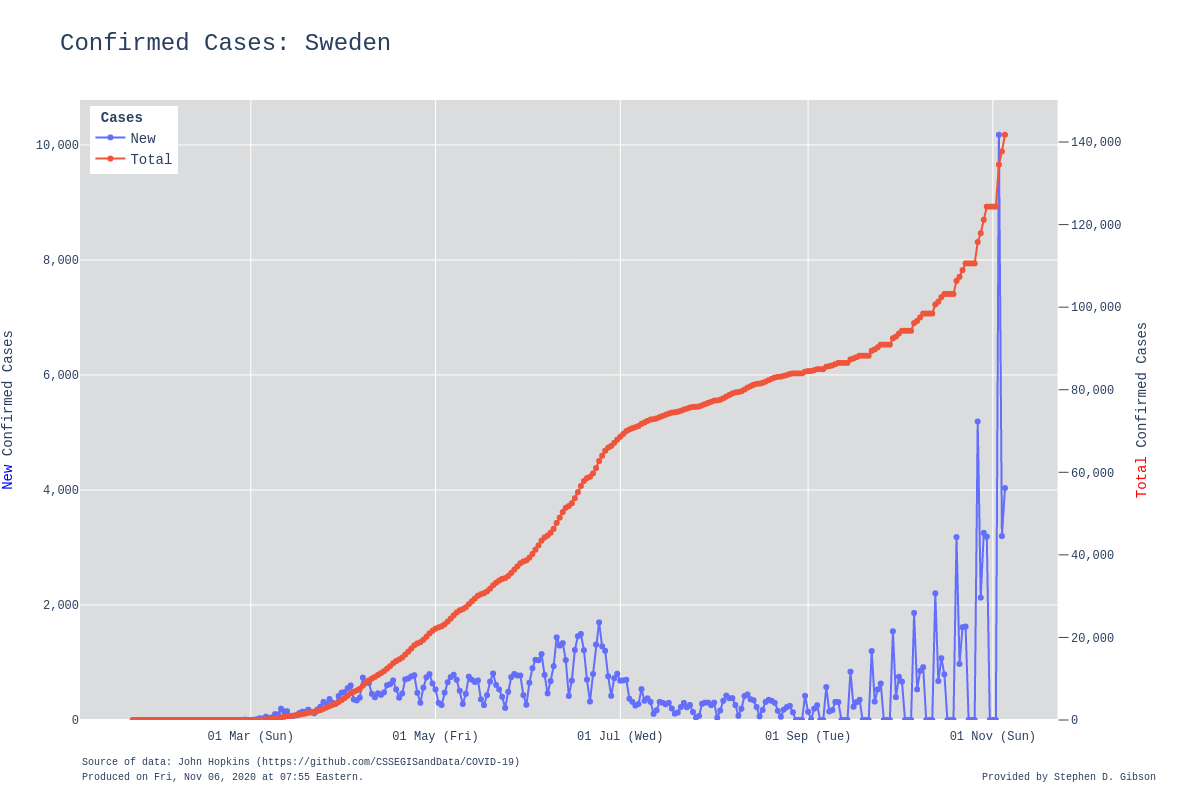 Confirmed Cases: Sweden
Cases
New
Total
10,000
8,000
6,000
4,000
2,000
0
140,000
120,000
100,000
80,000
60,000
40,000
20,000
0
New Confirmed Cases
Total Confirmed Cases
01 Mar (Sun)
01 May (Fri)
01 Jul (Wed)
01 Sep (Tue)
01 Nov (Sun)
Source of data: John Hopkins (https://github.com/CSSEGISandData/COVID-19)
Produced on Fri, Nov 06, 2020 at 07:55 Eastern.
Provided by Stephen D. Gibson